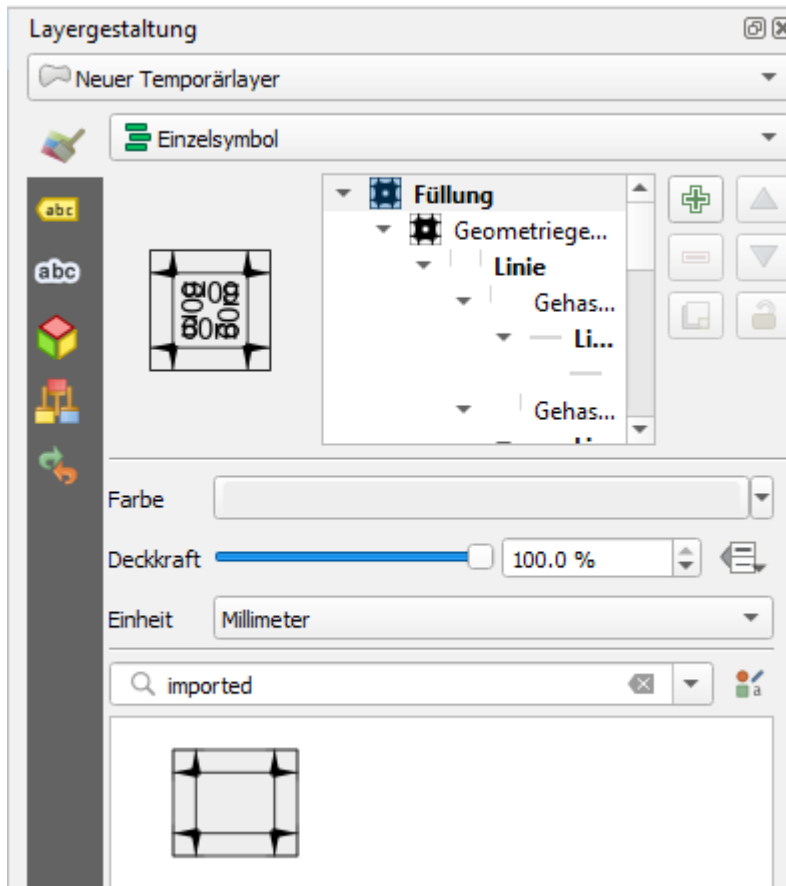 Layergestaltung
Neuer Temporärlayer
Einzelsymbol
abc
abc
Füllung
Geometriege...
Linie
Gehas...
Li...
Gehas...
Farbe
Deckkraft 100.0 %
Einheit Millimeter
imported
a